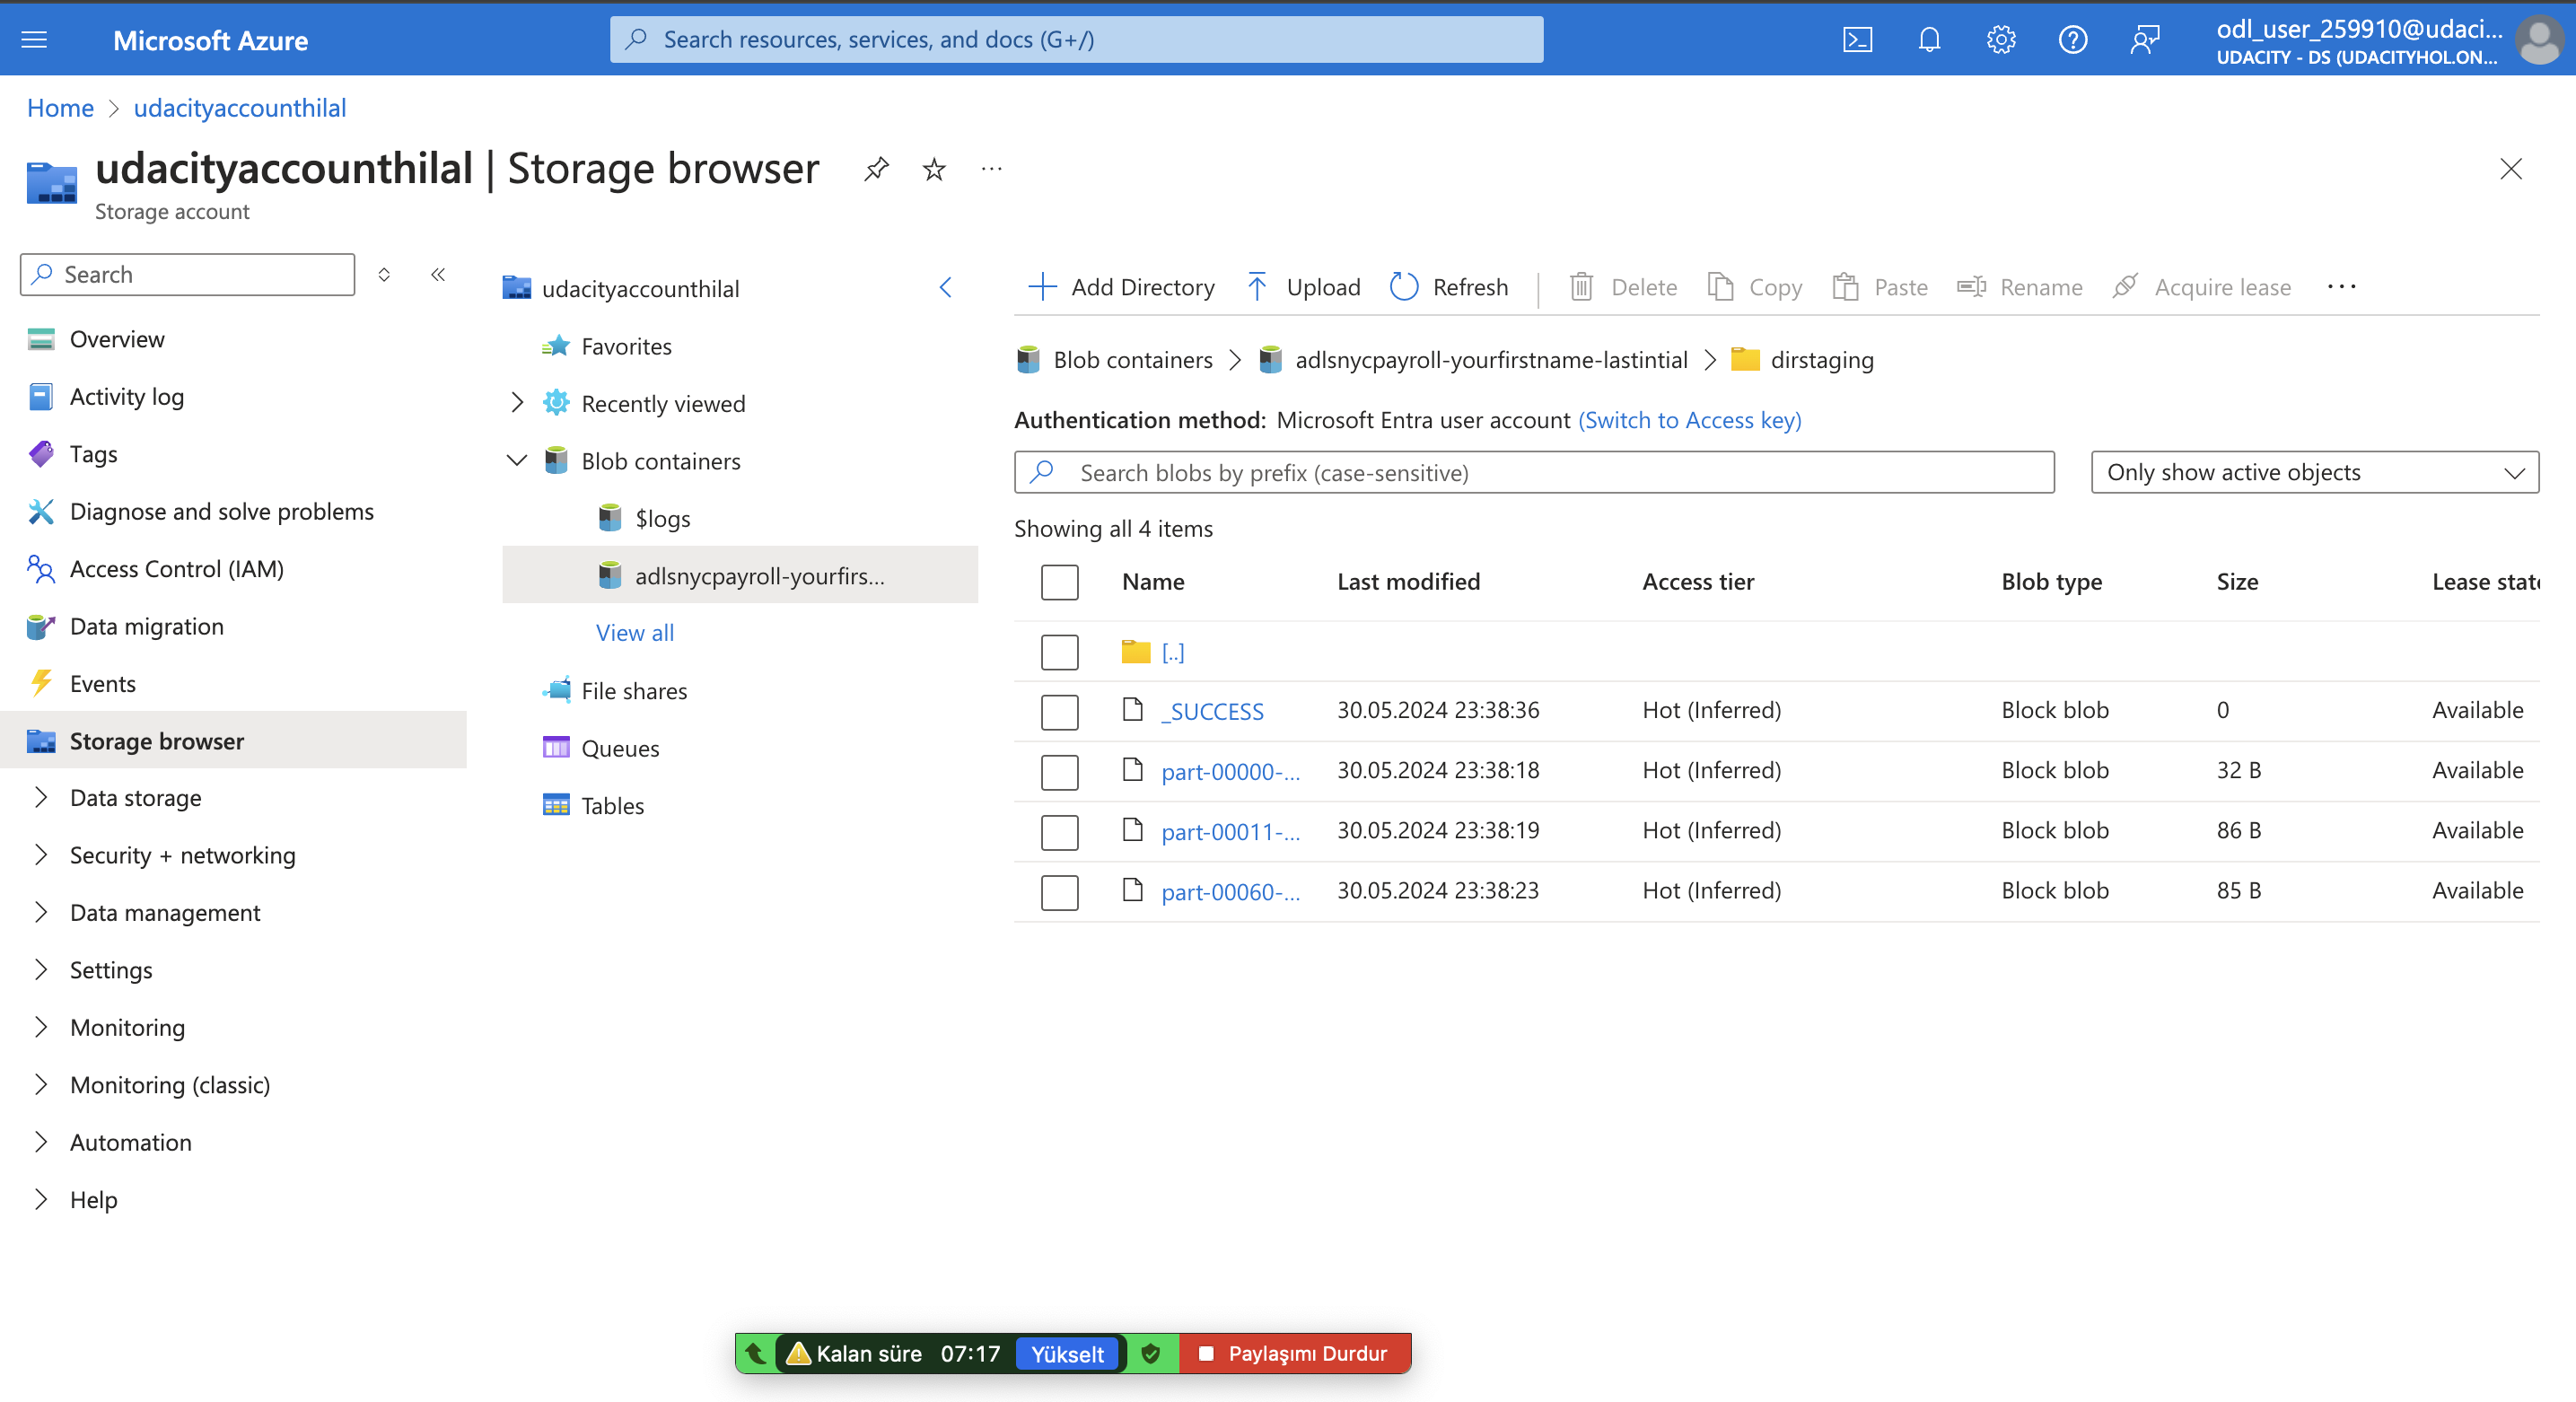 Microsoft Azure
Search resources, services, and docs (G+/)
odl_user_259910@udaci...
UDACITY - DS (UDACITYHOL.ON...
Home > udacityaccounthilal
udacityaccounthilal | Storage browser
Storage account
Search
Overview
Activity log
Tags
Diagnose and solve problems
Access Control (IAM)
Data migration
Events
Storage browser
Data storage
Security + networking
Data management
Settings
Monitoring
Monitoring (classic)
Automation
Help
udacityaccounthilal
Favorites
Recently viewed
Blob containers
$logs
adlsnycpayroll-yourfirs...
View all
File shares
Queues
Tables
Add Directory Upload Refresh Delete Copy Paste Rename Acquire lease
Blob containers > adlsnycpayroll-yourfirstname-lastintial > dirstaging
Authentication method: Microsoft Entra user account (Switch to Access key)
Search blobs by prefix (case-sensitive)
Only show active objects
Showing all 4 items
Name Last modified Access tier Blob type Size Lease state
[..]
_SUCCESS 30.05.2024 23:38:36 Hot (Inferred) Block blob 0 Available
part-00000-... 30.05.2024 23:38:18 Hot (Inferred) Block blob 32 B Available
part-00011-... 30.05.2024 23:38:19 Hot (Inferred) Block blob 86 B Available
part-00060-... 30.05.2024 23:38:23 Hot (Inferred) Block blob 85 B Available
Kalan süre 07:17 Yükselt Paylaşımı Durdur